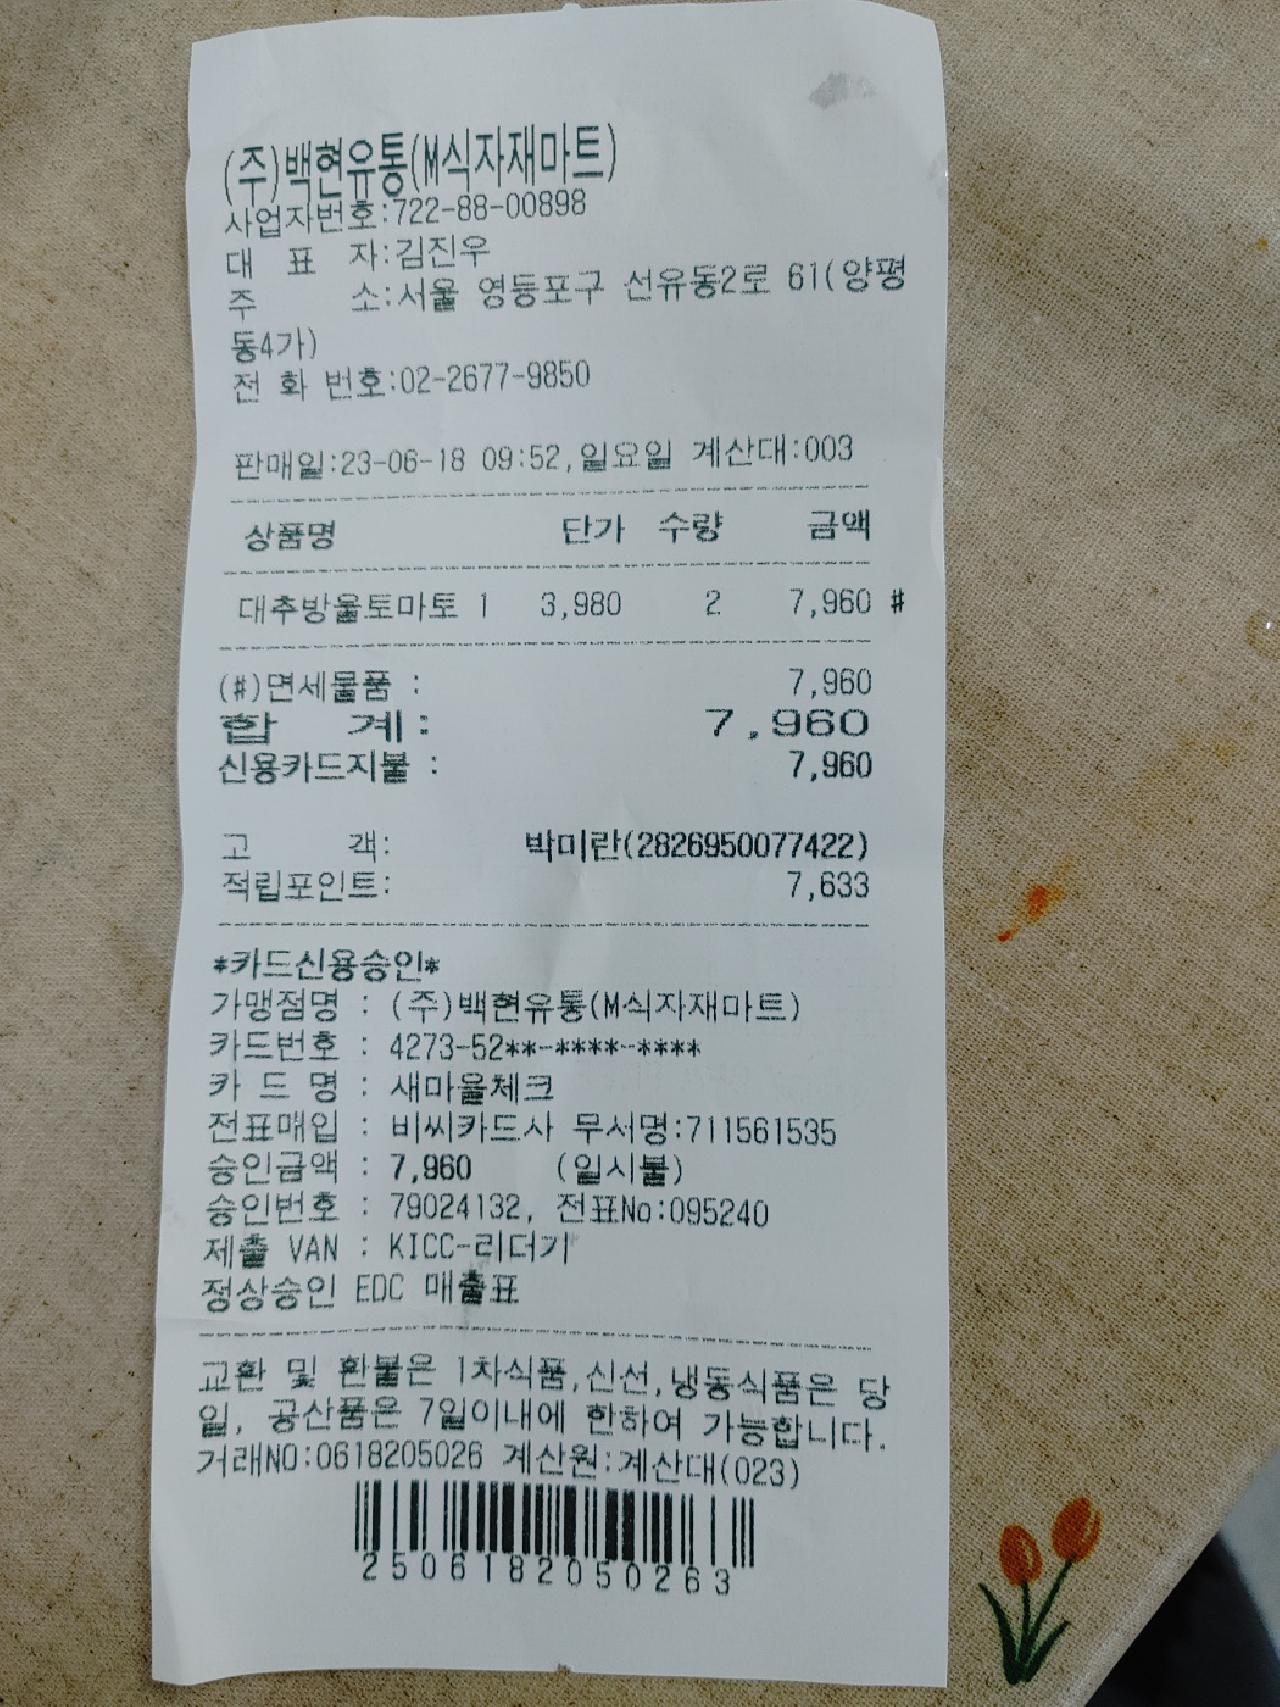 (주)백현유통(M식자재마트)
사업자번호:722-88-00898
대 표 자:김진우
주 소:서울 영등포구 선유동2로 61(양평
동4가)
전 화 번호:02-2677-9850
판매일:23-06-18 09:52,일요일 계산대:003
상품명 단가 수량 금액
대추방울토마토 1 3,980 2 7,960 #
(#)면세물품 : 7,960
합 계: 7,960
신용카드지불 : 7,960
고 객: 박미란(2826950077422)
적립포인트: 7,633
*카드신용승인*
가맹점명 : (주)백현유통(M식자재마트)
카드번호 : 4273-52**-****-****
카 드 명 : 새마을체크
전표매입 : 비씨카드사 무서명:711561535
승인금액 : 7,960 (일시불)
승인번호 : 79024132, 전표No:095240
제출 VAN : KICC-리더기
정상승인 EDC 매출표
교환 및 환불은 1차식품,신선,냉동식품은 당
일, 공산품은 7일이내에 한하여 가능합니다.
거래NO:0618205026 계산원:계산대(023)
2506182050263